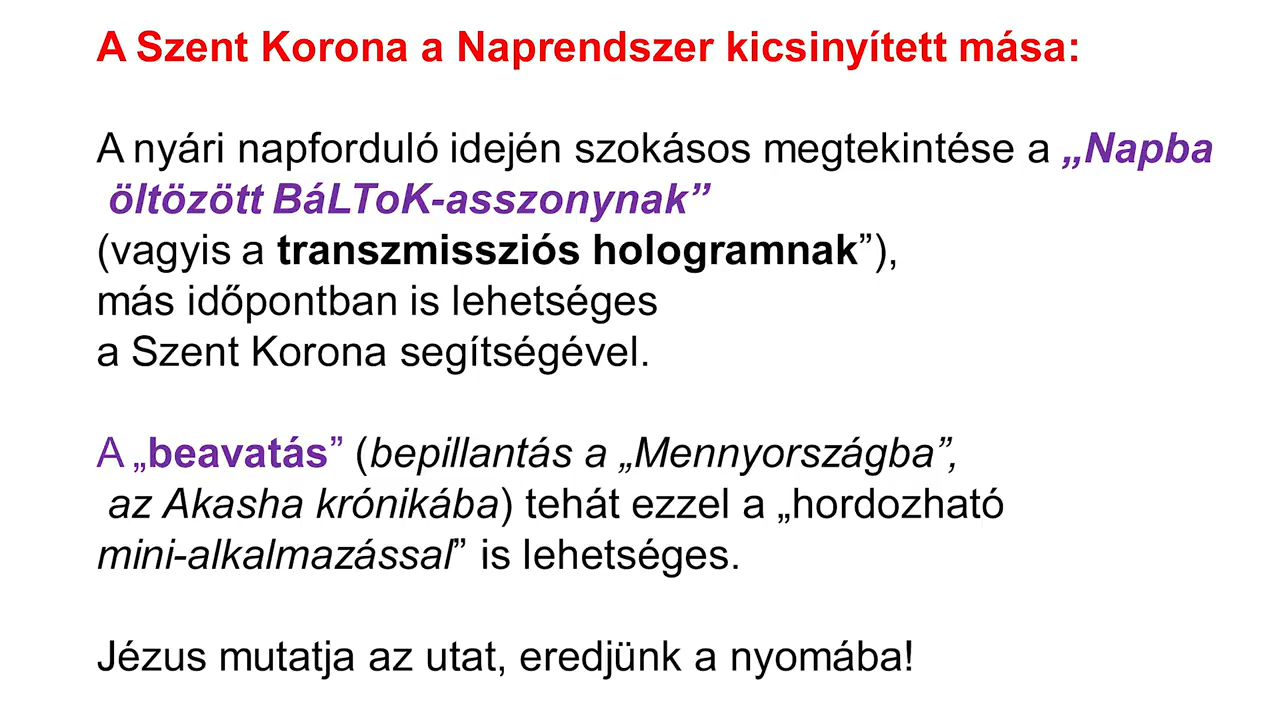 A Szent Korona a Naprendszer kicsinyített mása:
A nyári napforduló idején szokásos megtekintése a „Napba
öltözött BáLToK-asszonynak”
(vagyis a transzmissziós hologramnak”),
más időpontban is lehetséges
a Szent Korona segítségével.
A „beavatás” (bepillantás a „Mennyországba”,
az Akasha krónikába) tehát ezzel a „hordozható
mini-alkalmazással” is lehetséges.
Jézus mutatja az utat, eredjünk a nyomába!